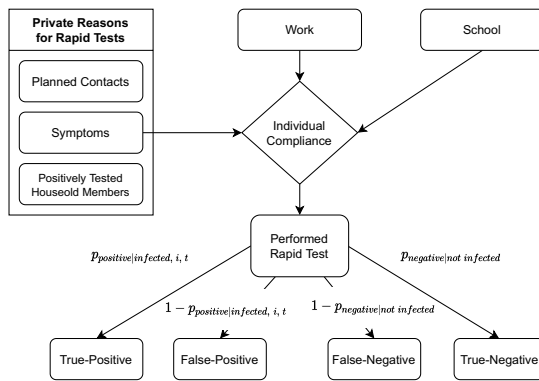 Private Reasons
for Rapid Tests
Work
School
Planned Contacts
Symptoms
Individual
Compliance
Positively Tested
Houseold Members
Performed
Rapid Test
p_{positive|infected, i, t}
p_{negative|not infected}
1 − p_{positive|infected, i, t}
1 − p_{negative|not infected}
True-Positive
False-Positive
False-Negative
True-Negative